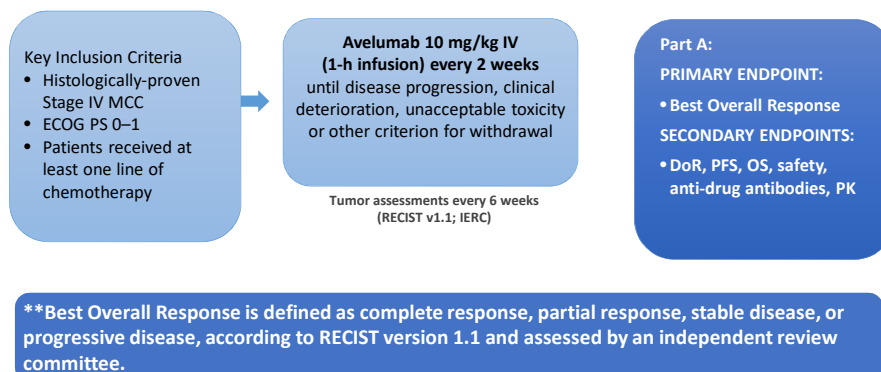 Key Inclusion Criteria
• Histologically-proven
Stage IV MCC
• ECOG PS 0–1
• Patients received at
least one line of
chemotherapy
Avelumab 10 mg/kg IV
(1-h infusion) every 2 weeks
until disease progression, clinical
deterioration, unacceptable toxicity
or other criterion for withdrawal
Tumor assessments every 6 weeks
(RECIST v1.1; IERC)
Part A:
PRIMARY ENDPOINT:
• Best Overall Response
SECONDARY ENDPOINTS:
• DoR, PFS, OS, safety,
anti-drug antibodies, PK
**Best Overall Response is defined as complete response, partial response, stable disease, or
progressive disease, according to RECIST version 1.1 and assessed by an independent review
committee.